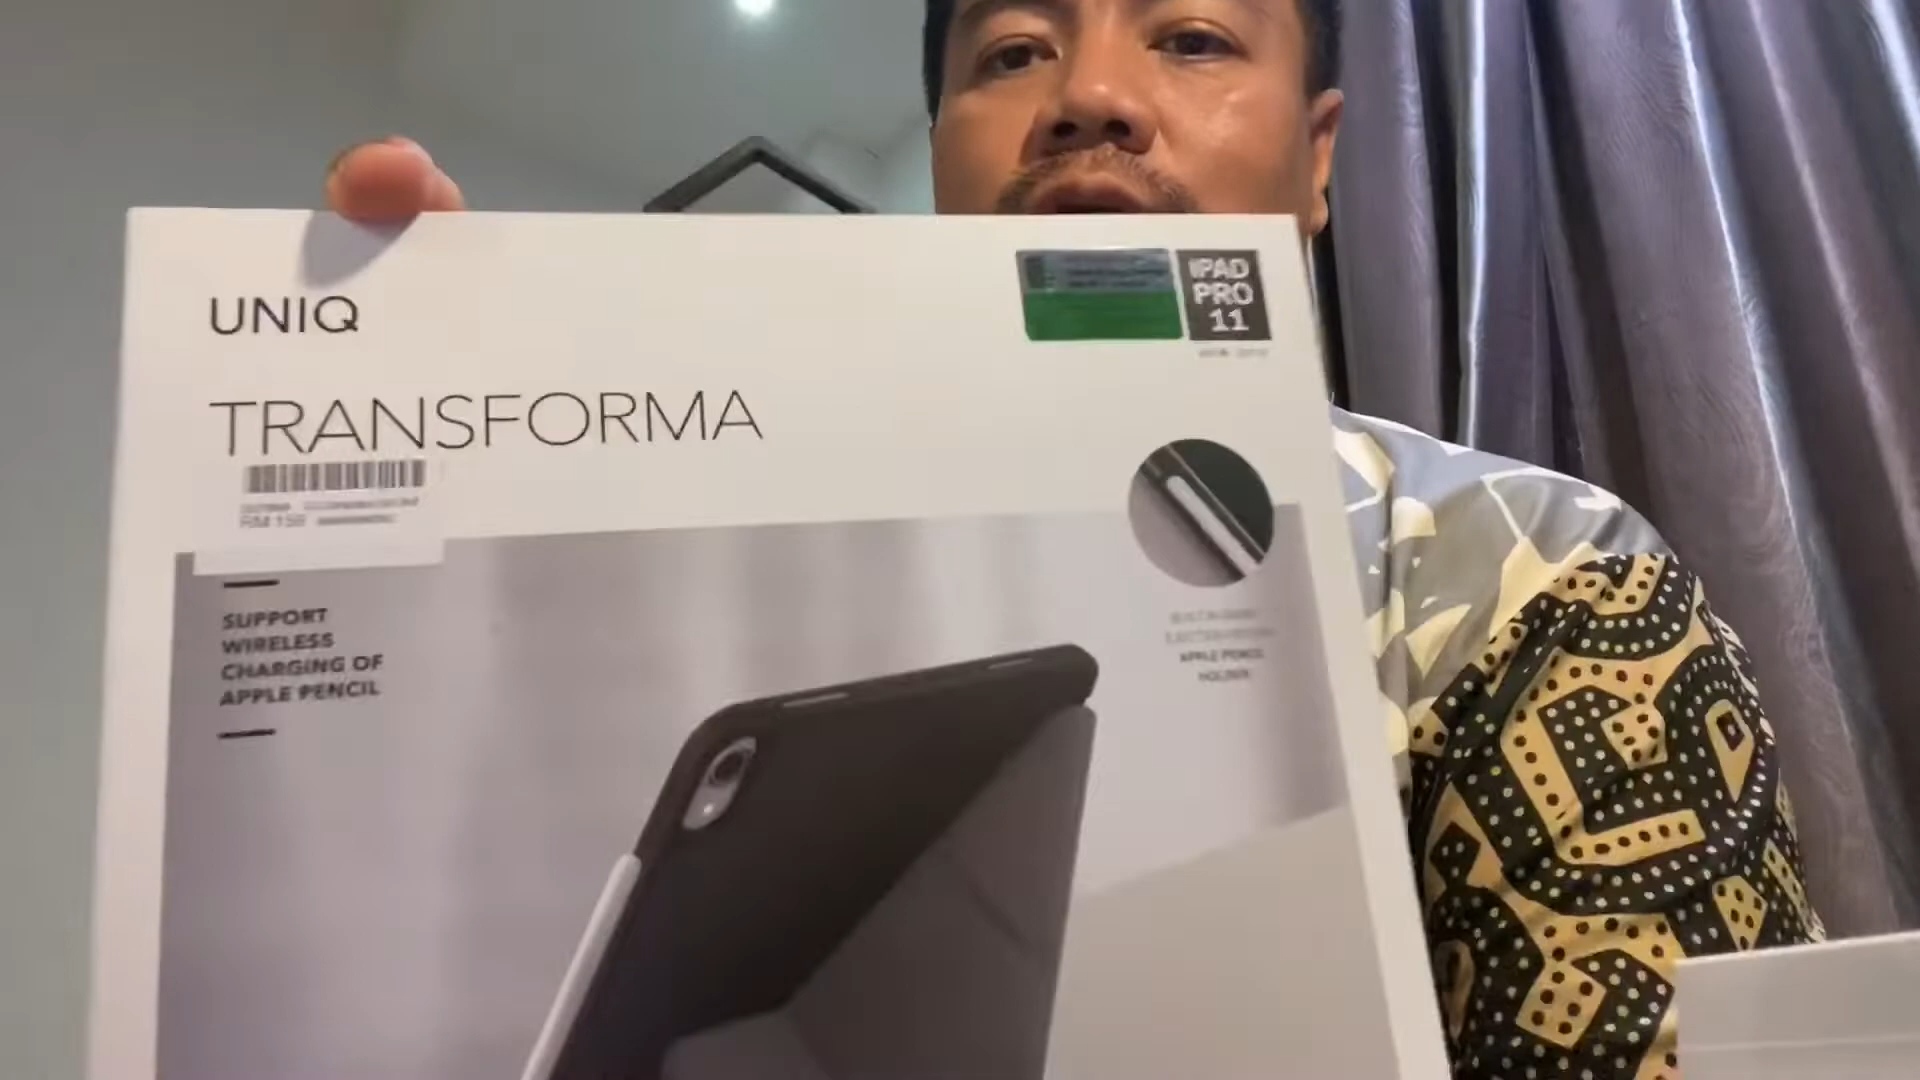 UNIQ
IPAD
PRO
11
TRANSFORMA
RM 159
SUPPORT
WIRELESS
CHARGING OF
APPLE PENCIL
APPLE PENCIL
HOLDER